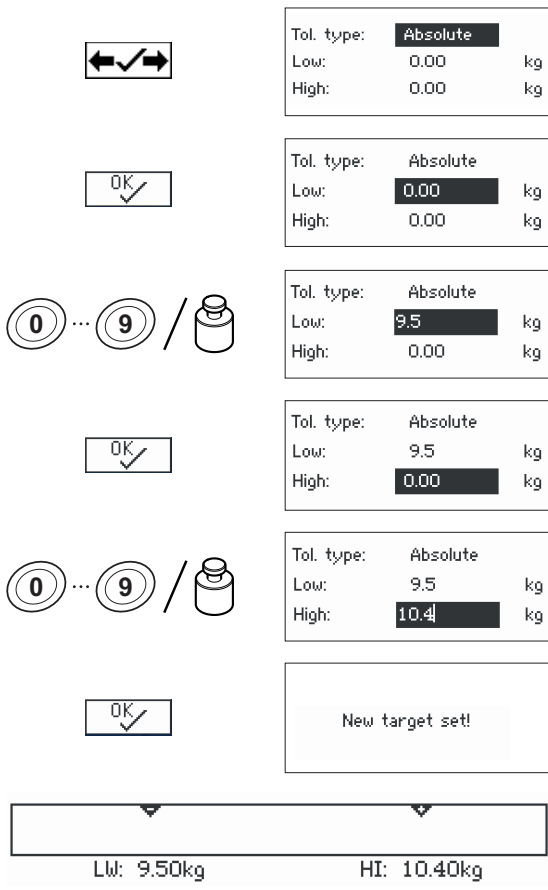 Tol. type: Absolute
Low: 0.00 kg
High: 0.00 kg
OK
Tol. type: Absolute
Low: 0.00 kg
High: 0.00 kg
0 ... 9 /
Tol. type: Absolute
Low: 9.5 kg
High: 0.00 kg
OK
Tol. type: Absolute
Low: 9.5 kg
High: 0.00 kg
0 ... 9 /
Tol. type: Absolute
Low: 9.5 kg
High: 10.4 kg
OK
New target set!
LW: 9.50kg HI: 10.40kg